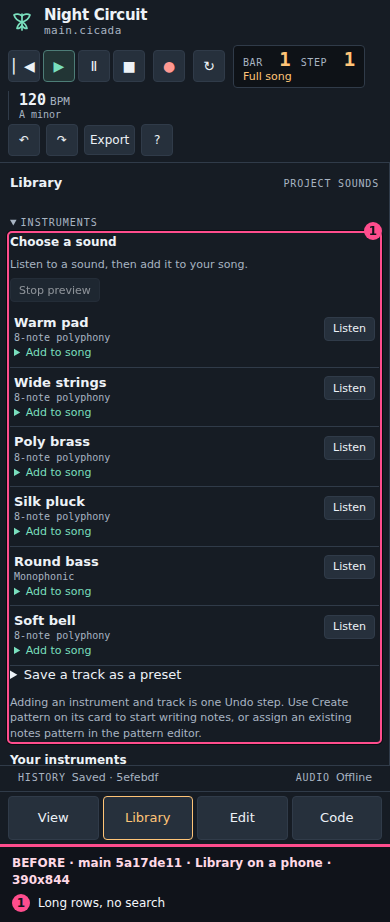 Night Circuit
main.cicada
BAR 1 STEP 1
Full song
120 BPM
A minor
Export ?
Library PROJECT SOUNDS
▼ INSTRUMENTS
1
Choose a sound
Listen to a sound, then add it to your song.
Stop preview
Warm pad
Listen
8-note polyphony
▶ Add to song
Wide strings
Listen
8-note polyphony
▶ Add to song
Poly brass
Listen
8-note polyphony
▶ Add to song
Silk pluck
Listen
8-note polyphony
▶ Add to song
Round bass
Listen
Monophonic
▶ Add to song
Soft bell
Listen
8-note polyphony
▶ Add to song
▶ Save a track as a preset
Adding an instrument and track is one Undo step. Use Create
pattern on its card to start writing notes, or assign an existing
notes pattern in the pattern editor.
Your instruments
HISTORY Saved · 5efebdf AUDIO Offline
View Library Edit Code
BEFORE · main 5a17de11 · Library on a phone ·
390x844
1 Long rows, no search